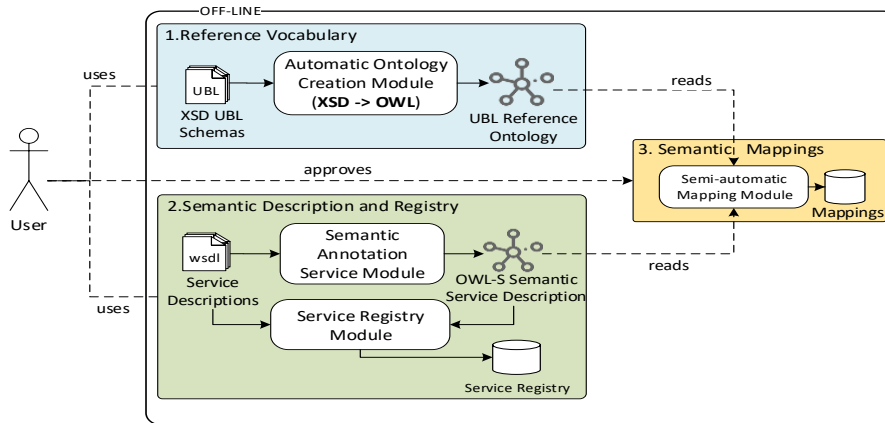 OFF-LINE
1.Reference Vocabulary
uses
UBL
XSD UBL
Schemas
Automatic Ontology
Creation Module
(XSD -> OWL)
UBL Reference
Ontology
reads
User
approves
3. Semantic Mappings
Semi-automatic
Mapping Module
Mappings
2.Semantic Description and Registry
wsdl
Service
Descriptions
Semantic
Annotation
Service Module
OWL-S Semantic
Service Description
reads
uses
Service Registry
Module
Service Registry